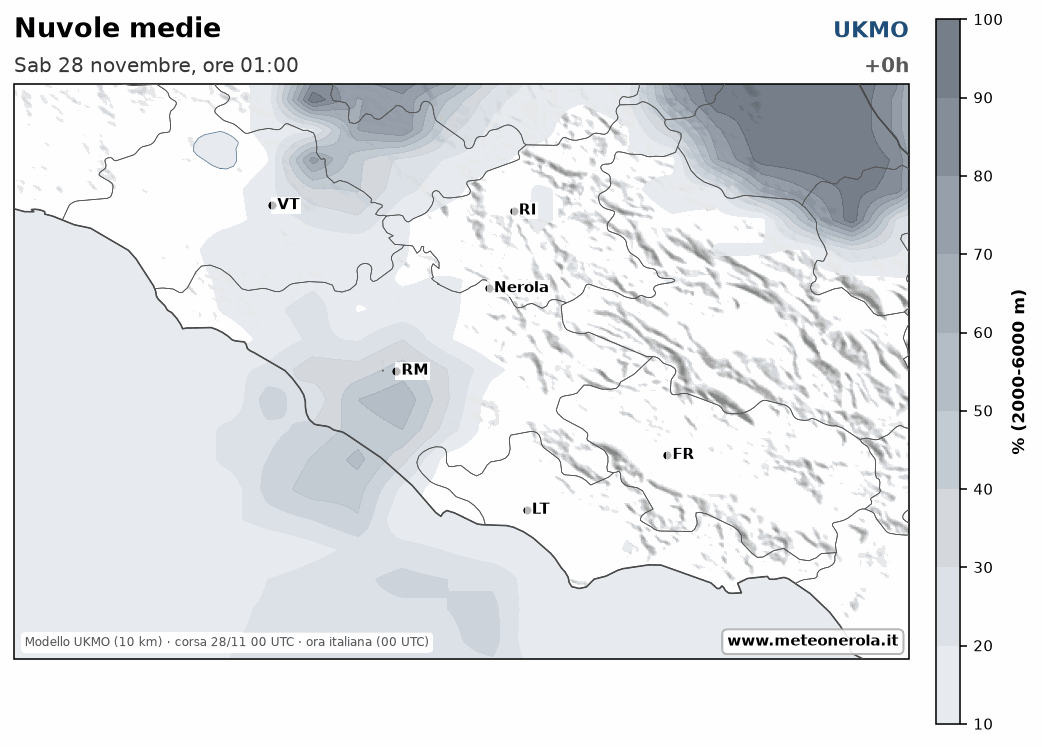 Nuvole medie
UKMO
Sab 28 novembre, ore 01:00
+0h
VT
RI
Nerola
RM
FR
LT
Modello UKMO (10 km) · corsa 28/11 00 UTC · ora italiana (00 UTC)
www.meteonerola.it
100
90
80
70
60
50
40
30
20
10
% (2000-6000 m)